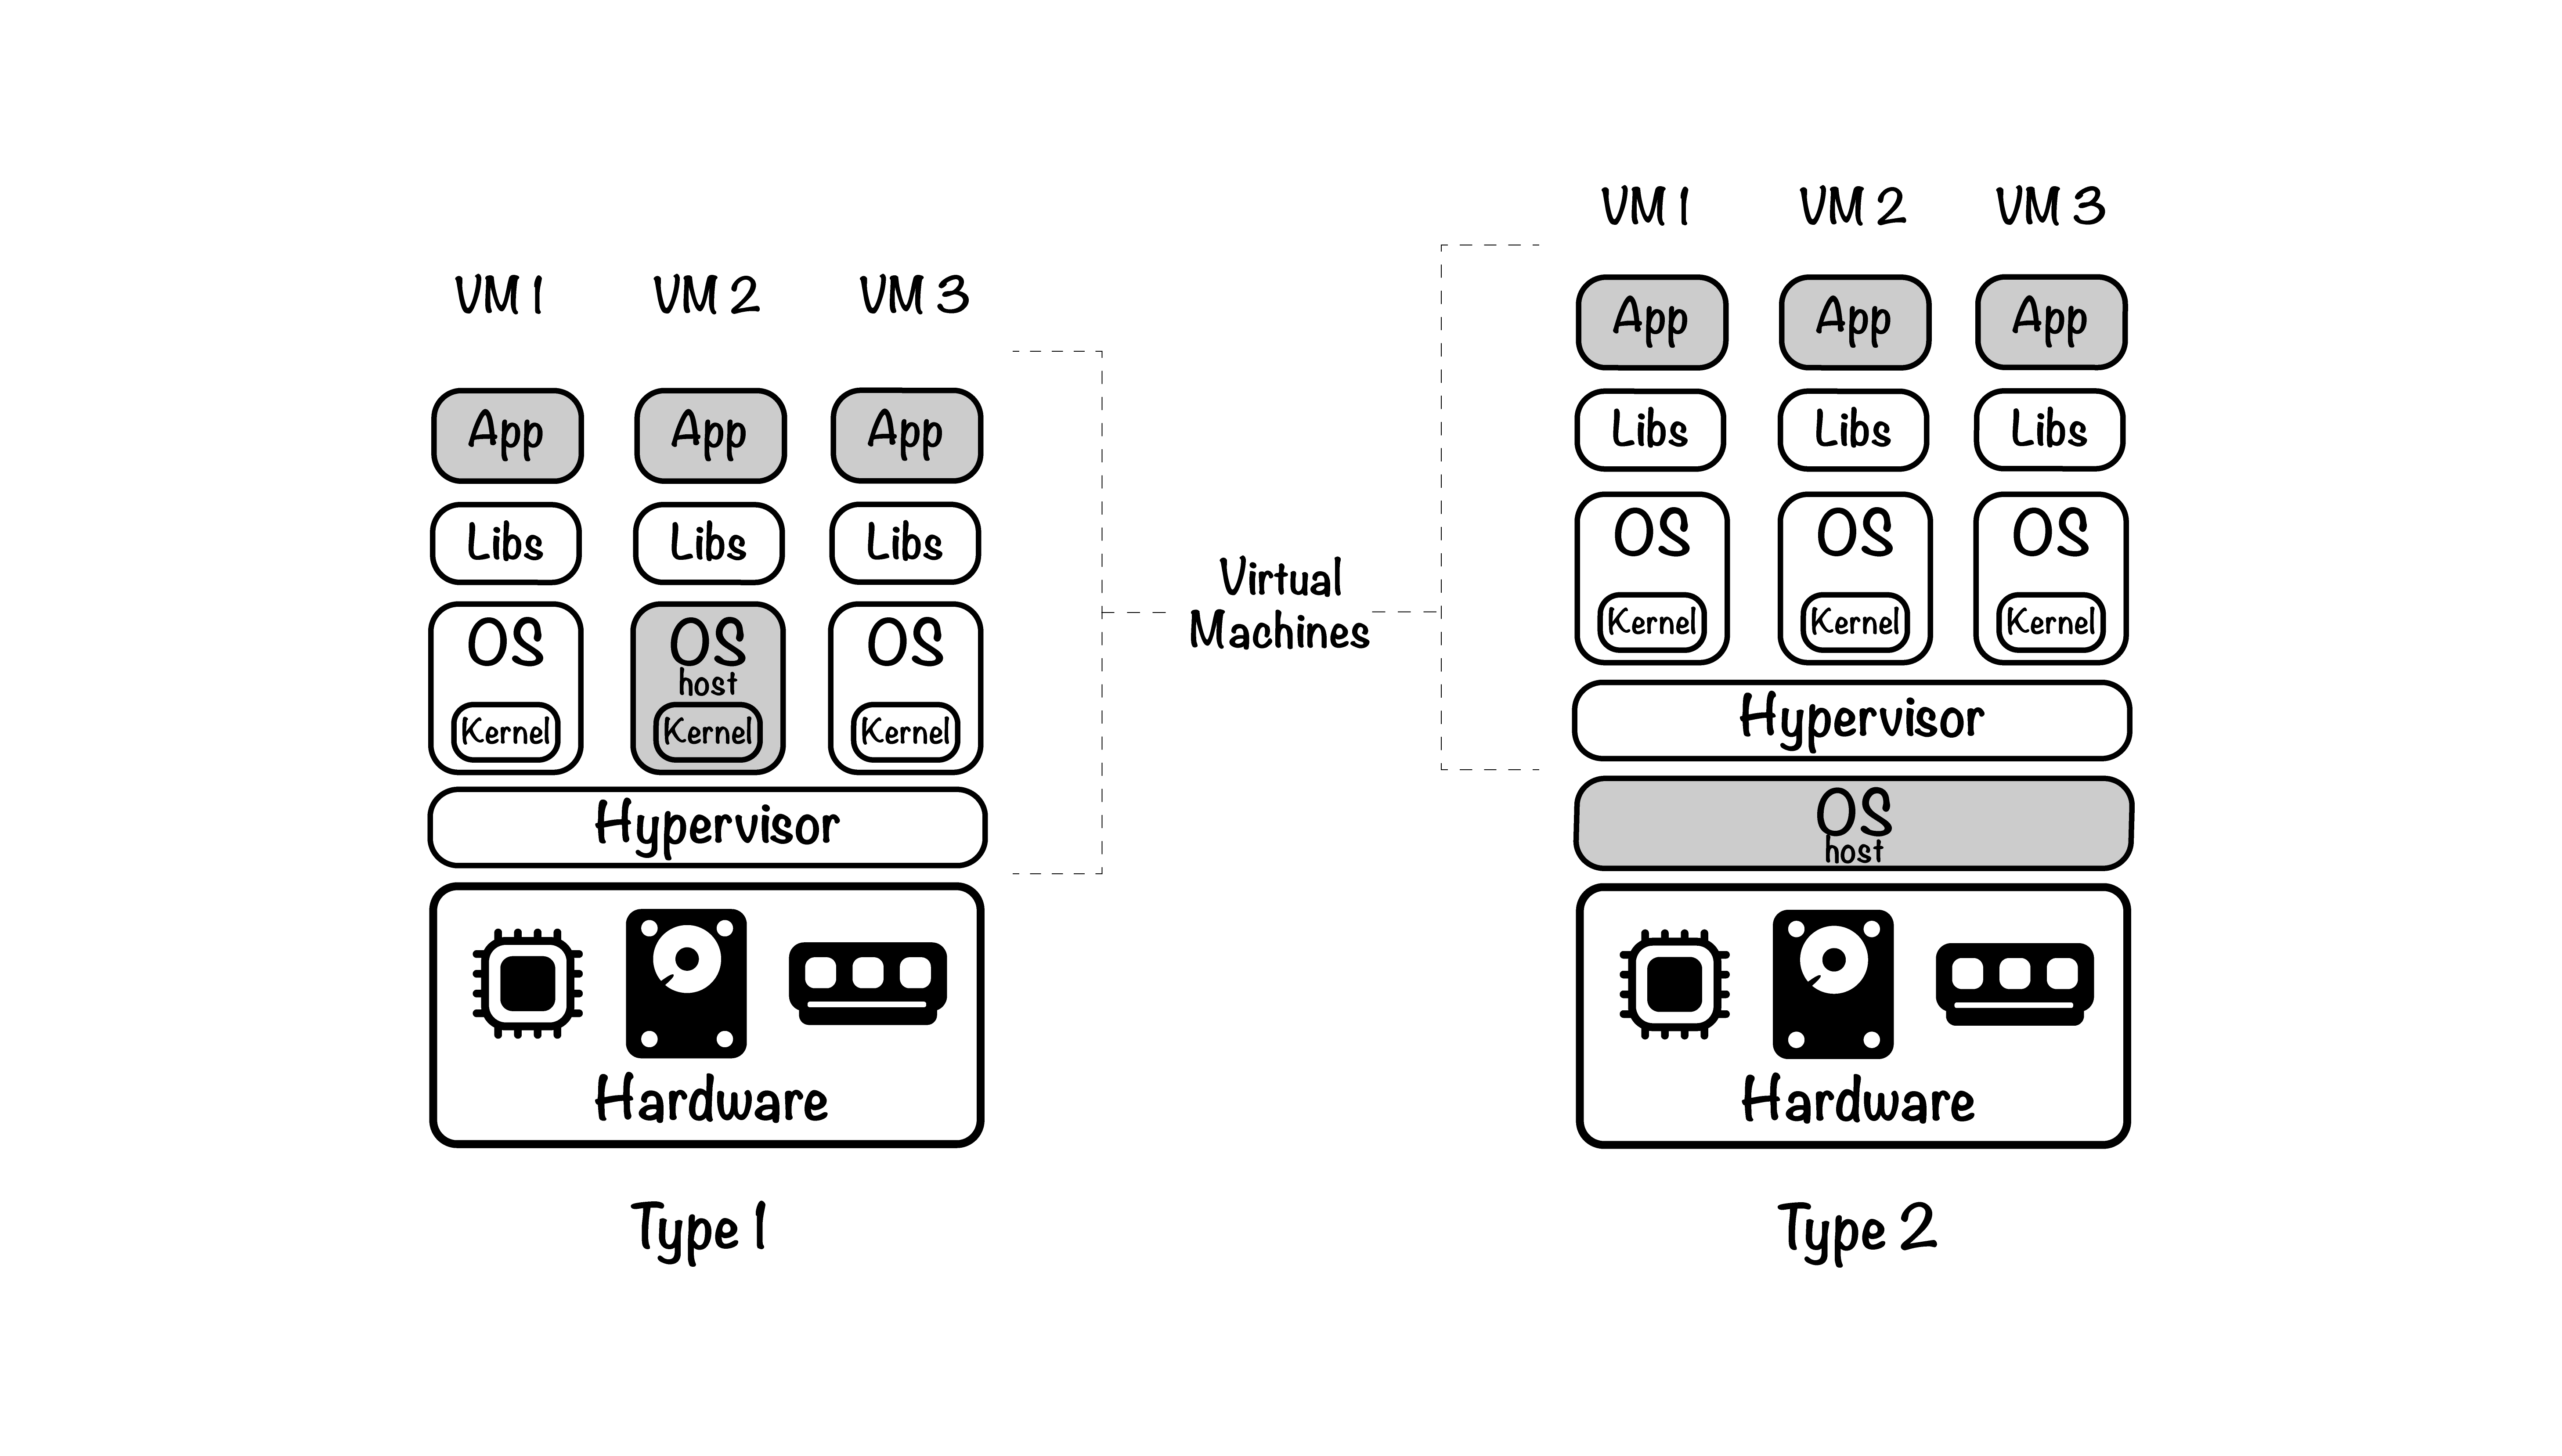 VM 1 VM 2 VM 3
App App App
Libs Libs Libs
OS OS OS
host
Kernel Kernel Kernel
Hypervisor
Hardware
Type 1
Virtual
Machines
VM 1 VM 2 VM 3
App App App
Libs Libs Libs
OS OS OS
Kernel Kernel Kernel
Hypervisor
OS
host
Hardware
Type 2